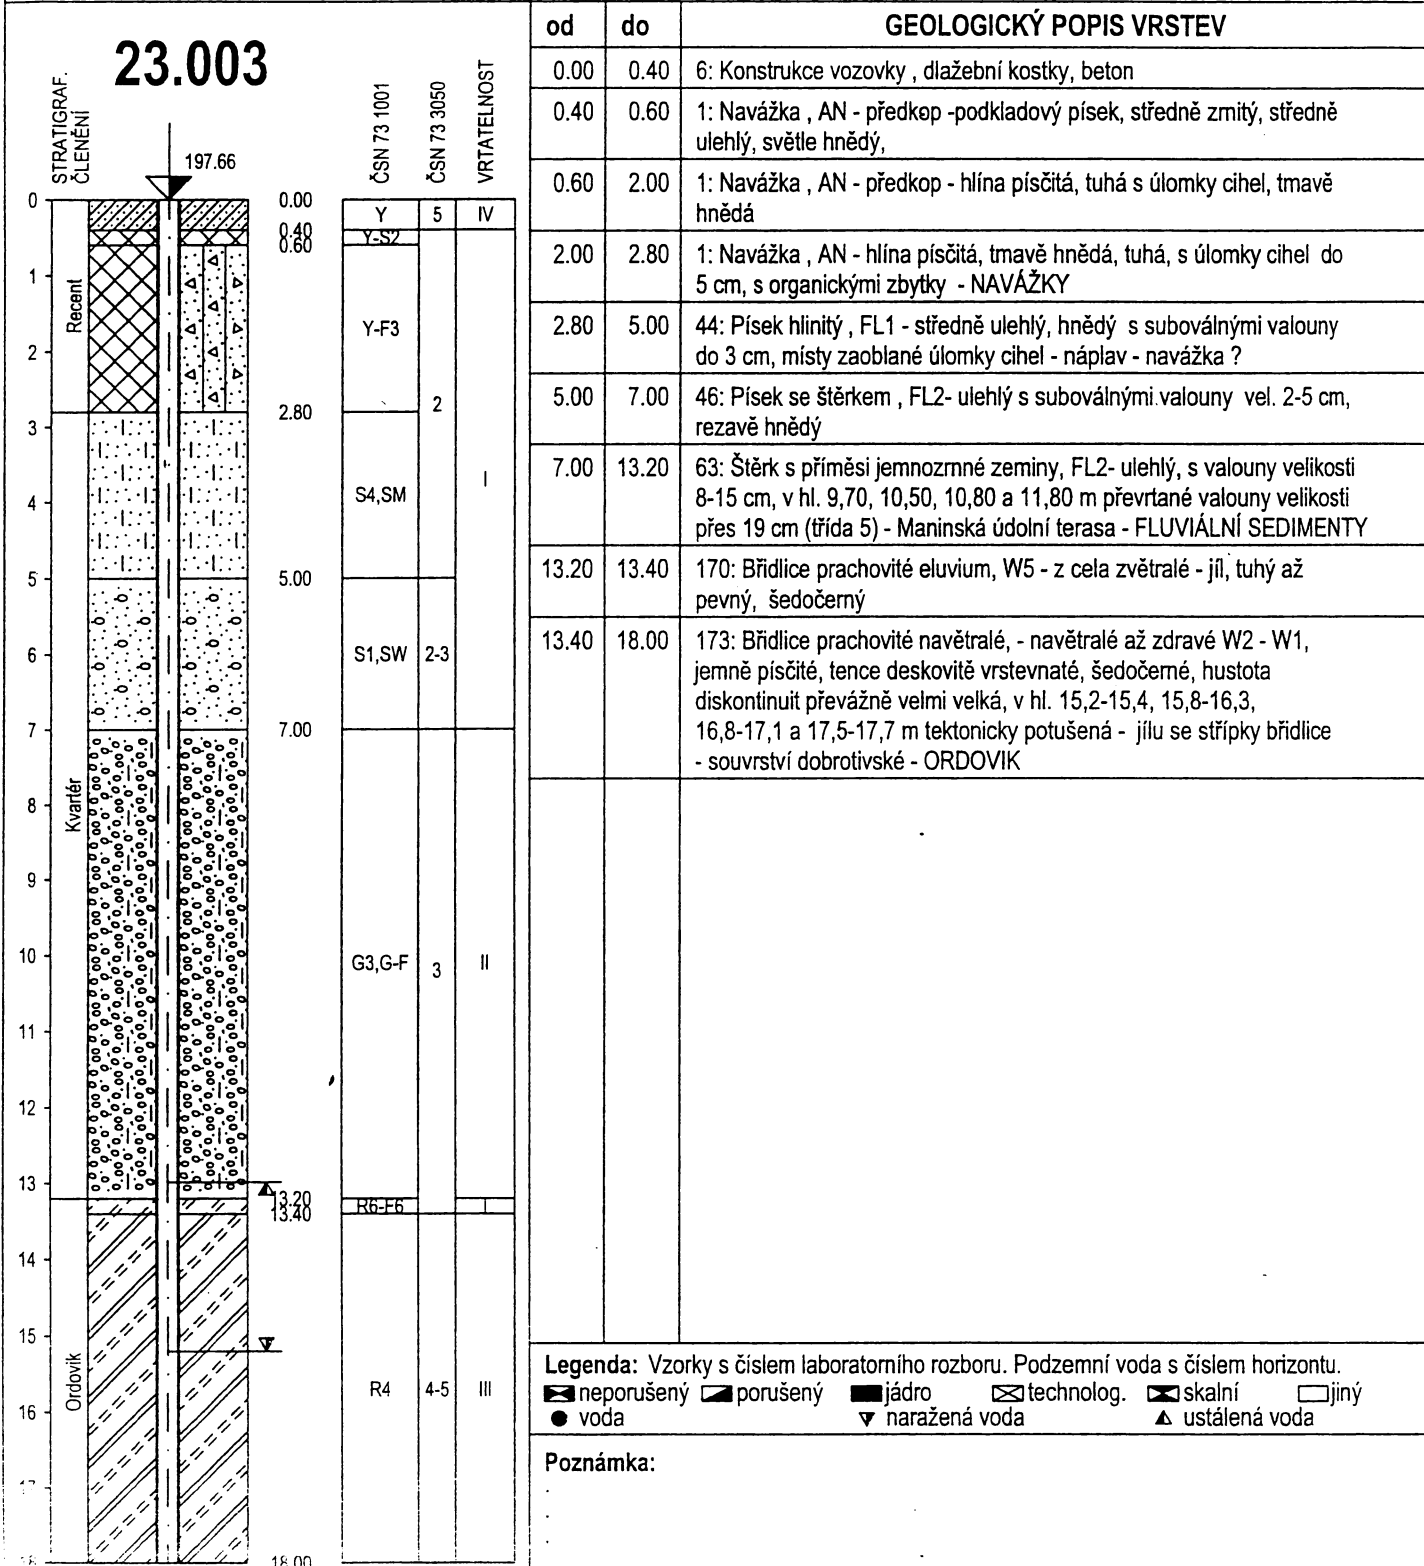 23.003
STRATIGRAF.
ČLENĚNÍ
197.66
ČSN 73 1001
ČSN 73 3050
VRTATELNOST
od do GEOLOGICKÝ POPIS VRSTEV
0.00 0.40 6: Konstrukce vozovky , dlažební kostky, beton
0.40 0.60 1: Navážka , AN - předkop -podkladový písek, středně zrnitý, středně
ulehlý, světle hnědý,
0.60 2.00 1: Navážka , AN - předkop - hlína písčitá, tuhá s úlomky cihel, tmavě
hnědá
2.00 2.80 1: Navážka , AN - hlína písčitá, tmavě hnědá, tuhá, s úlomky cihel do
5 cm, s organickými zbytky - NAVÁŽKY
2.80 5.00 44: Písek hlinitý , FL1 - středně ulehlý, hnědý s suboválnými valouny
do 3 cm, místy zaoblané úlomky cihel - náplav - navážka ?
5.00 7.00 46: Písek se štěrkem , FL2- ulehlý s suboválnými valouny vel. 2-5 cm,
rezavě hnědý
7.00 13.20 63: Štěrk s příměsi jemnozrnné zeminy, FL2- ulehlý, s valouny velikosti
8-15 cm, v hl. 9,70, 10,50, 10,80 a 11,80 m převrtané valouny velikosti
přes 19 cm (třída 5) - Maninská údolní terasa - FLUVIÁLNÍ SEDIMENTY
13.20 13.40 170: Břidlice prachovité eluvium, W5 - z cela zvětralé - jíl, tuhý až
pevný, šedočerný
13.40 18.00 173: Břidlice prachovité navětralé, - navětralé až zdravé W2 - W1,
jemně písčité, tence deskovitě vrstevnaté, šedočerné, hustota
diskontinuit převážně velmi velká, v hl. 15,2-15,4, 15,8-16,3,
16,8-17,1 a 17,5-17,7 m tektonicky potušená - jílu se střípky břidlice
- souvrství dobrotivské - ORDOVIK
0 0.00 Y 5 IV
0.40 Y-S2
0.60
1
Recent
Y-F3
2
2
2.80
3
I
4 S4,SM
5 5.00
6 S1,SW 2-3
7 7.00
Kvartér
8
9
10 G3,G-F 3 II
11
12
13
13.20 R6-F6 I
13.40
14
15
Ordovik
R4 4-5 III
16
17
18 18.00
Legenda: Vzorky s číslem laboratorního rozboru. Podzemní voda s číslem horizontu.
neporušený porušený jádro technolog. skalní jiný
voda naražená voda ustálená voda
Poznámka: